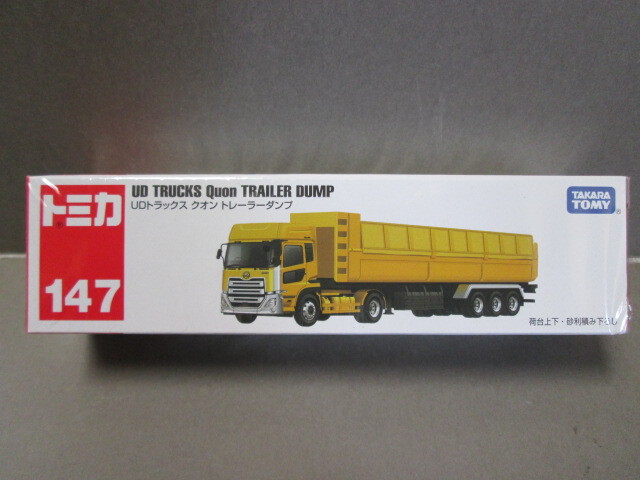 UD TRUCKS Quon TRAILER DUMP
UDトラックス クオン トレーラーダンプ
トミカ
147
TAKARA
TOMY
荷台上下・砂利積み下ろし